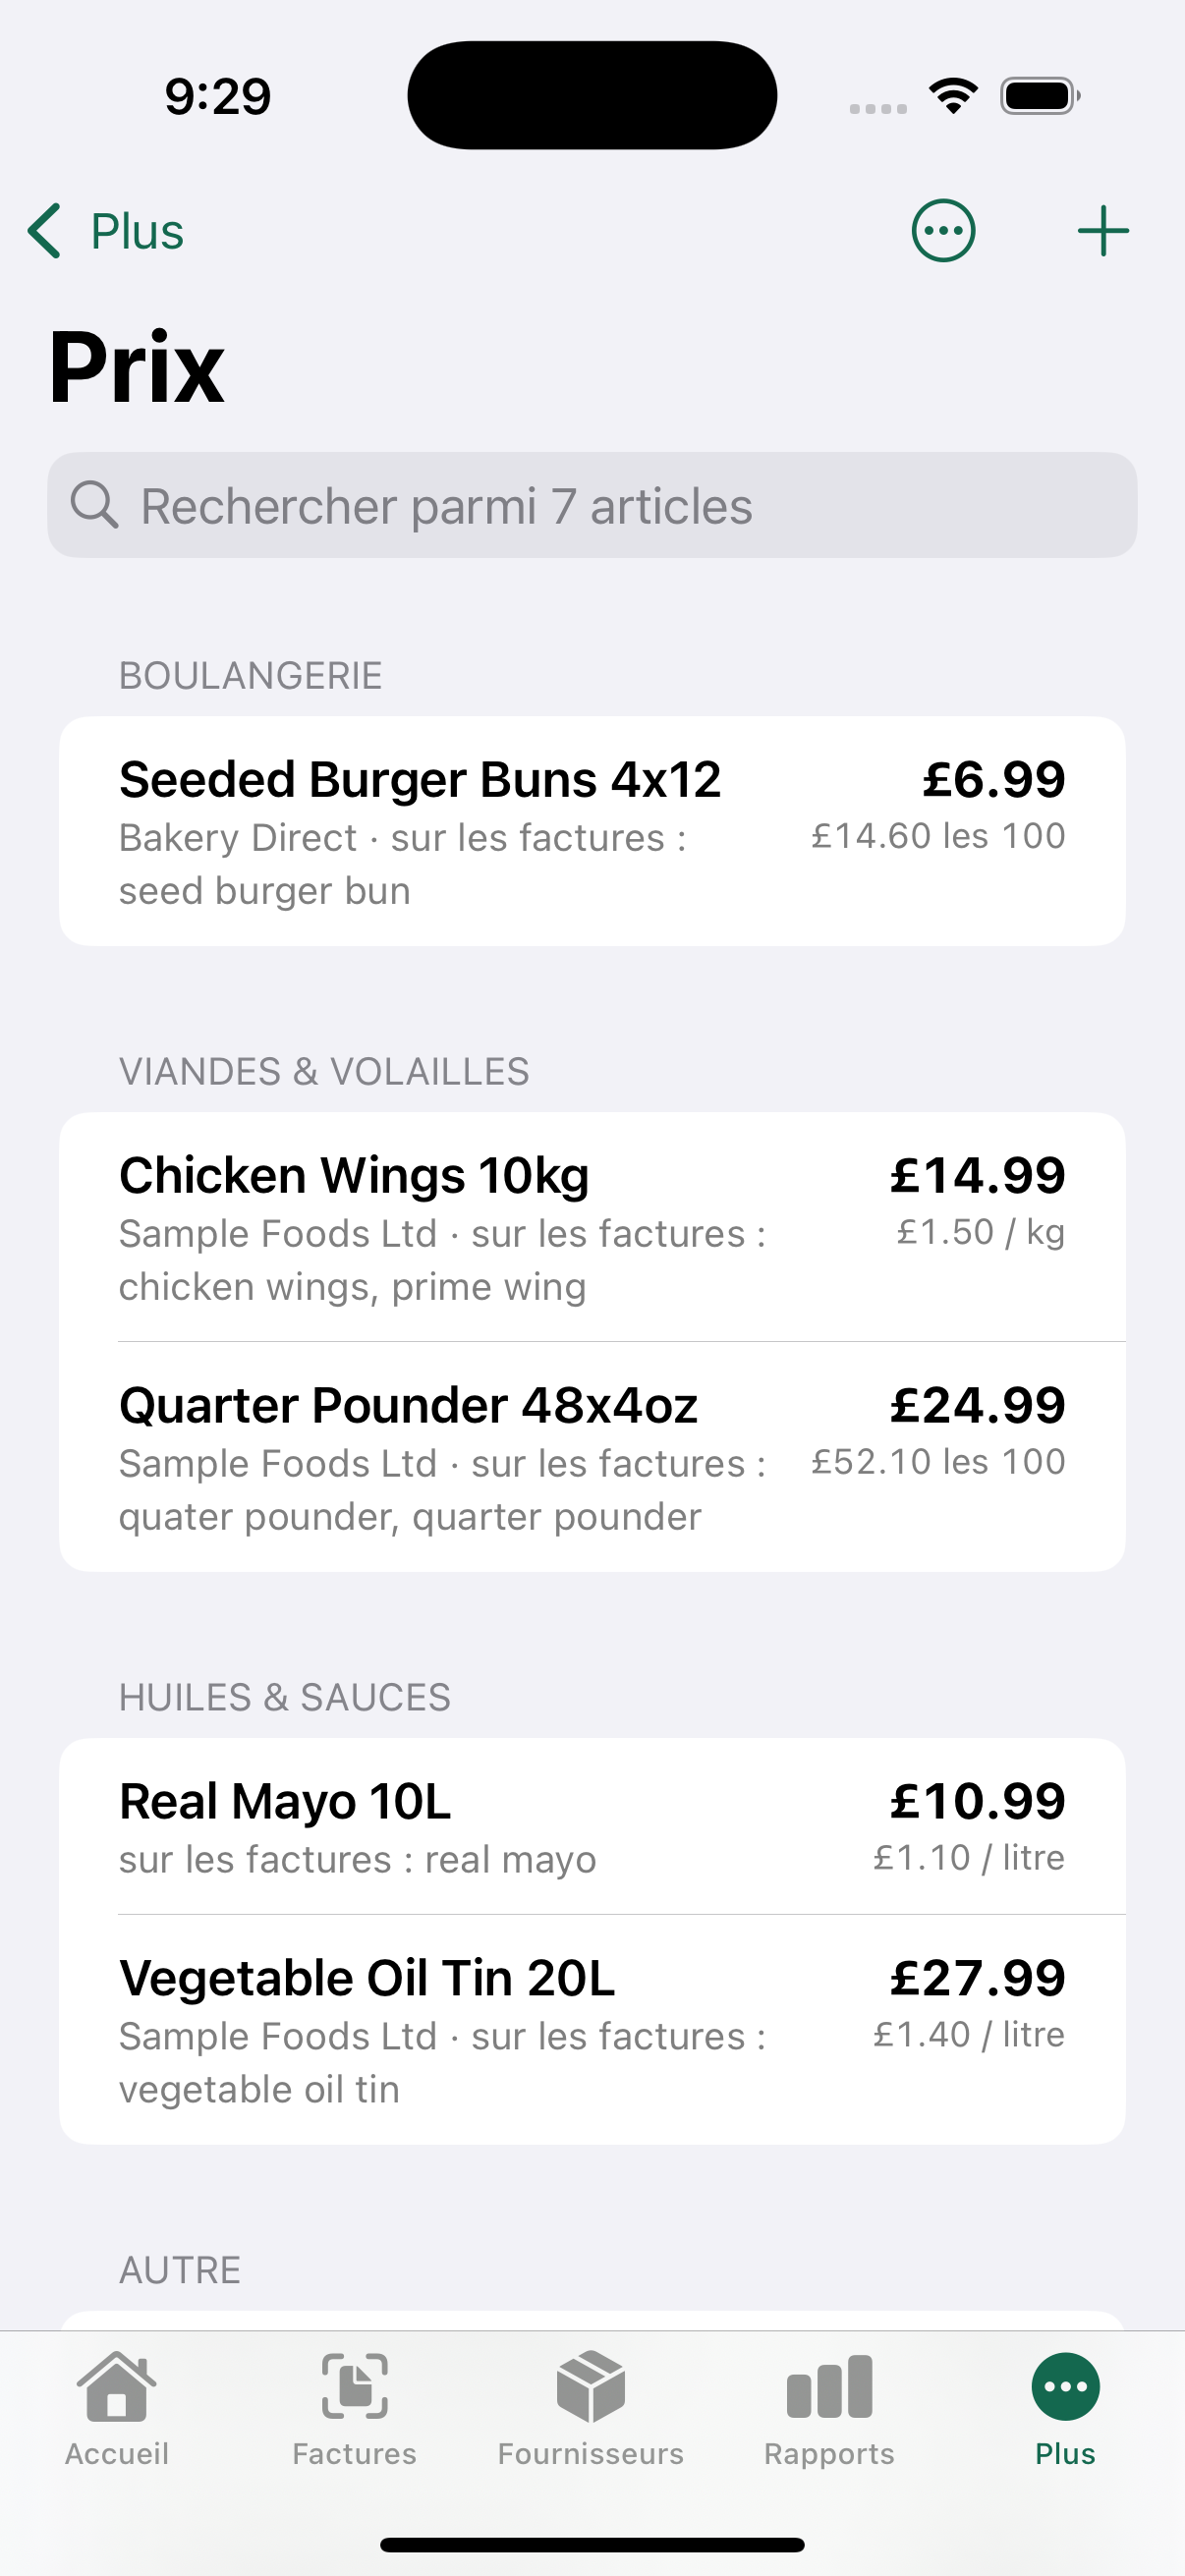 9:29
Plus
Prix
Rechercher parmi 7 articles
BOULANGERIE
Seeded Burger Buns 4x12
£6.99
Bakery Direct · sur les factures :
£14.60 les 100
seed burger bun
VIANDES & VOLAILLES
Chicken Wings 10kg
£14.99
Sample Foods Ltd · sur les factures :
£1.50 / kg
chicken wings, prime wing
Quarter Pounder 48x4oz
£24.99
Sample Foods Ltd · sur les factures :
£52.10 les 100
quater pounder, quarter pounder
HUILES & SAUCES
Real Mayo 10L
£10.99
sur les factures : real mayo
£1.10 / litre
Vegetable Oil Tin 20L
£27.99
Sample Foods Ltd · sur les factures :
£1.40 / litre
vegetable oil tin
AUTRE
Accueil
Factures
Fournisseurs
Rapports
Plus